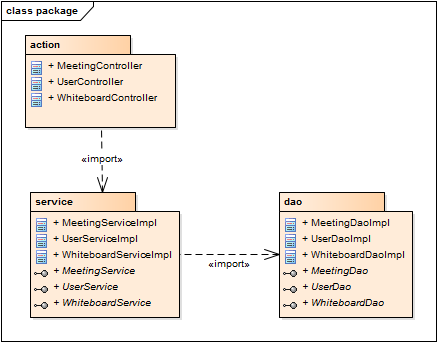 class package
action
+ MeetingController
+ UserController
+ WhiteboardController
«import»
service
+ MeetingServiceImpl
+ UserServiceImpl
+ WhiteboardServiceImpl
+ MeetingService
+ UserService
+ WhiteboardService
«import»
dao
+ MeetingDaoImpl
+ UserDaoImpl
+ WhiteboardDaoImpl
+ MeetingDao
+ UserDao
+ WhiteboardDao